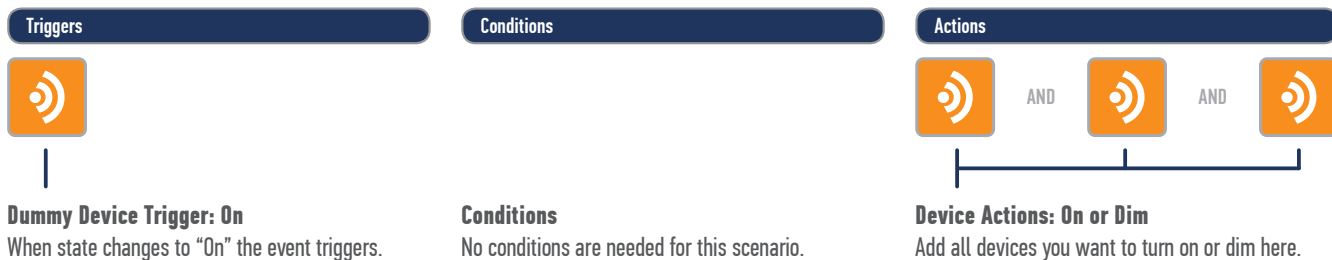 Triggers
Conditions
Actions
AND
AND
Dummy Device Trigger: On
When state changes to “On” the event triggers.
Conditions
No conditions are needed for this scenario.
Device Actions: On or Dim
Add all devices you want to turn on or dim here.